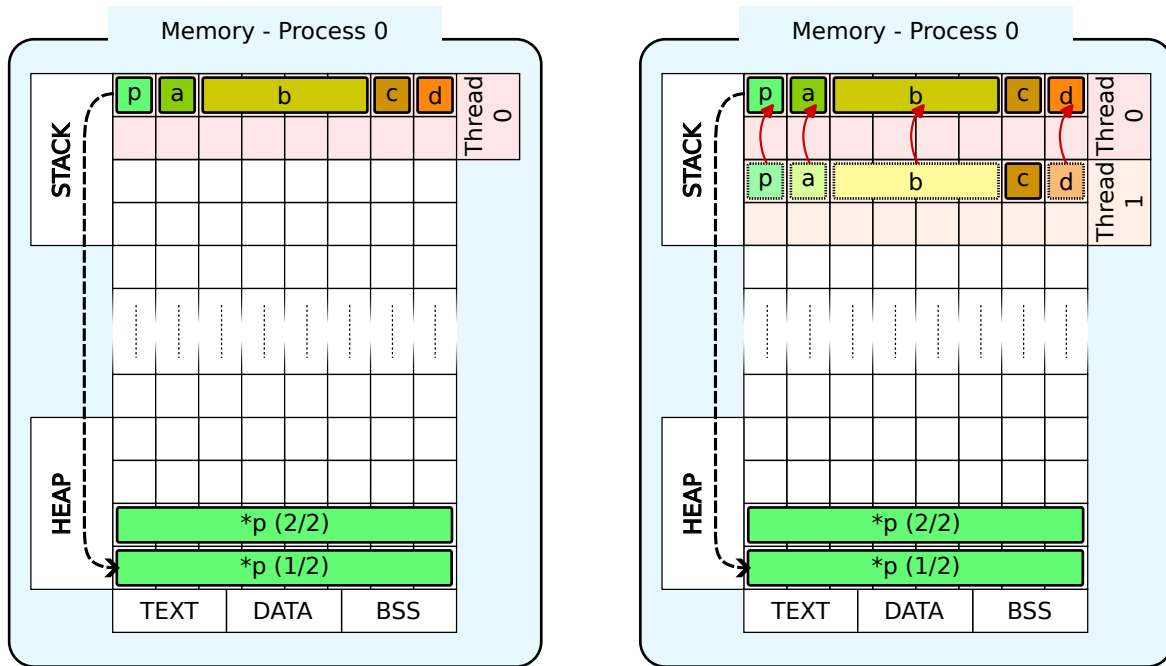 Memory - Process 0
STACK
p a b c d
Thread 0
HEAP
*p (2/2)
*p (1/2)
TEXT DATA BSS
Memory - Process 0
STACK
p a b c d
Thread 0
p a b c d
Thread 1
HEAP
*p (2/2)
*p (1/2)
TEXT DATA BSS